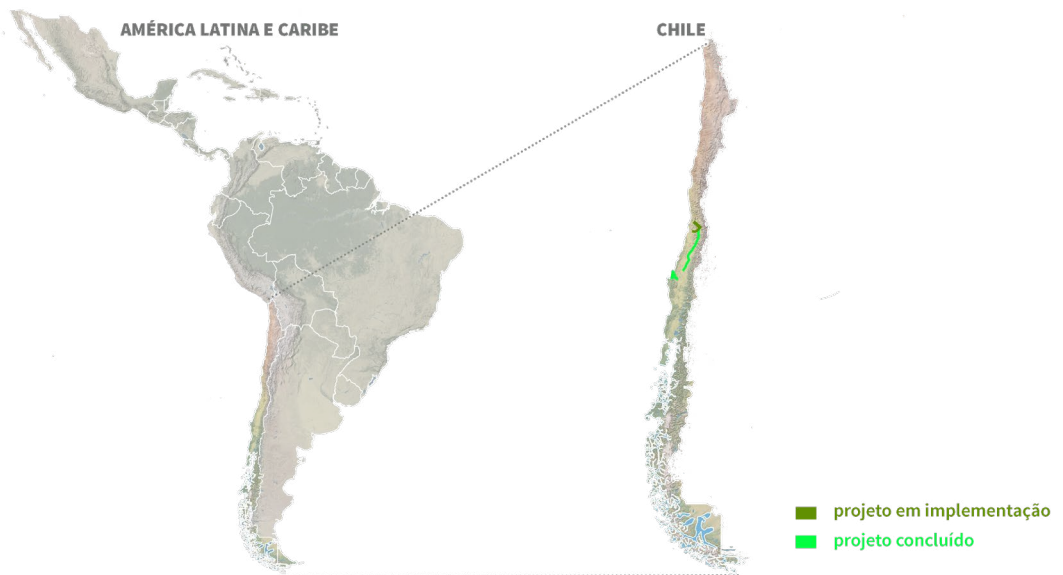 AMÉRICA LATINA E CARIBE
CHILE
projeto em implementação
projeto concluído